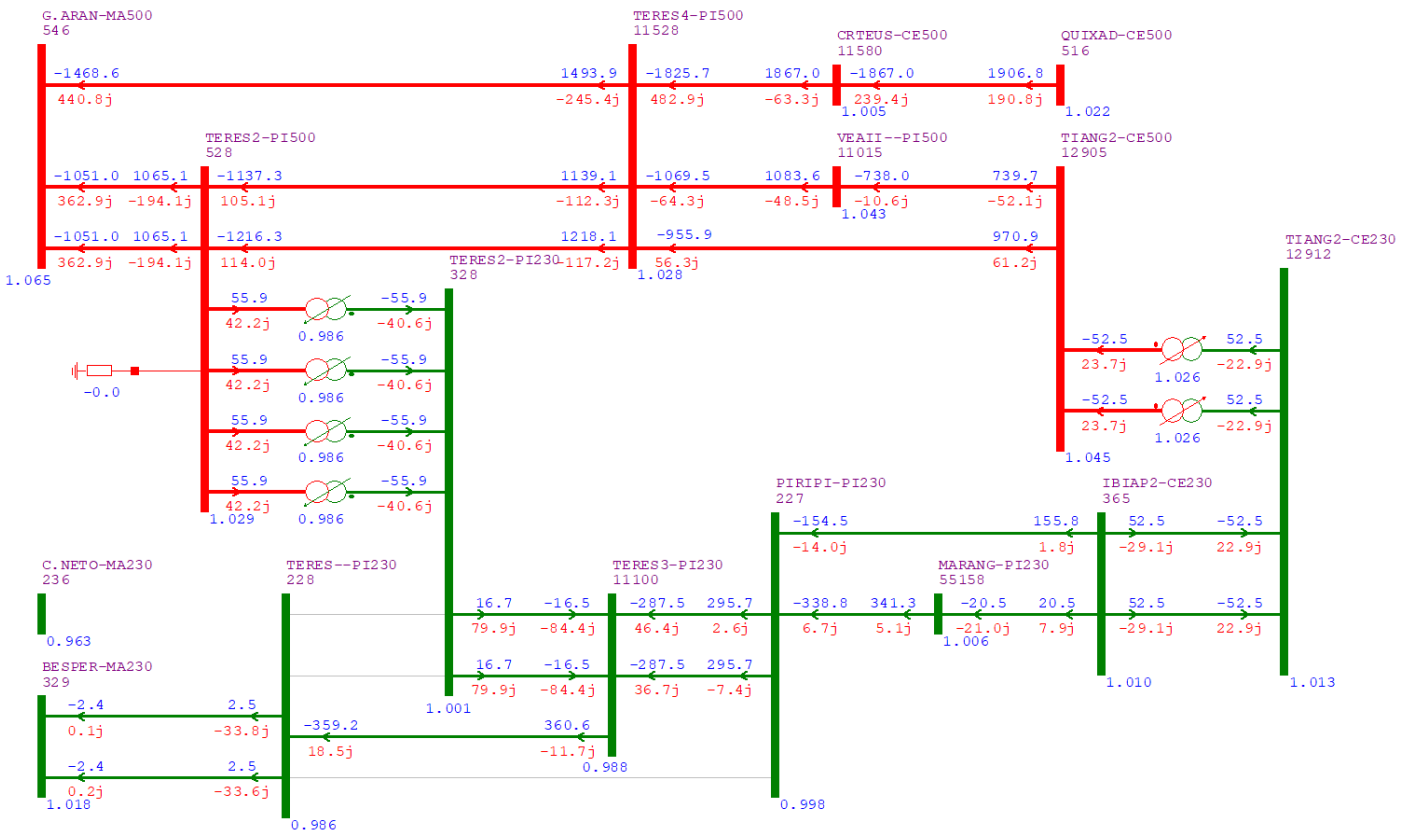 G.ARAN-MA500
546
TERES4-PI500
11528
CRTEUS-CE500
11580
QUIXAD-CE500
516
-1468.6
1493.9
-1825.7
1867.0
-1867.0
1906.8
440.8j
-245.4j
482.9j
-63.3j
239.4j
190.8j
1.005
1.022
TERES2-PI500
528
VEAII--PI500
11015
TIANG2-CE500
12905
-1051.0
1065.1
-1137.3
1139.1
-1069.5
1083.6
-738.0
739.7
362.9j
-194.1j
105.1j
-112.3j
-64.3j
-48.5j
-10.6j
-52.1j
1.043
-1051.0
1065.1
-1216.3
1218.1
-955.9
970.9
362.9j
-194.1j
114.0j
-117.2j
56.3j
61.2j
1.065
1.028
TERES2-PI230
328
TIANG2-CE230
12912
55.9
-55.9
42.2j
-40.6j
0.986
55.9
-55.9
42.2j
-40.6j
0.986
-0.0
55.9
-55.9
42.2j
-40.6j
0.986
55.9
-55.9
42.2j
-40.6j
0.986
1.029
-52.5
52.5
23.7j
-22.9j
1.026
-52.5
52.5
23.7j
-22.9j
1.026
1.045
PIRIPI-PI230
227
IBIAP2-CE230
365
-154.5
155.8
52.5
-52.5
-14.0j
1.8j
-29.1j
22.9j
C.NETO-MA230
236
0.963
TERES--PI230
228
TERES3-PI230
11100
MARANG-PI230
55158
16.7
-16.5
-287.5
295.7
-338.8
341.3
-20.5
20.5
52.5
-52.5
79.9j
-84.4j
46.4j
2.6j
6.7j
5.1j
-21.0j
7.9j
-29.1j
22.9j
1.006
BESPER-MA230
329
16.7
-16.5
-287.5
295.7
79.9j
-84.4j
36.7j
-7.4j
1.001
1.010
1.013
-2.4
2.5
0.1j
-33.8j
-359.2
360.6
18.5j
-11.7j
0.988
-2.4
2.5
0.2j
-33.6j
1.018
0.998
0.986